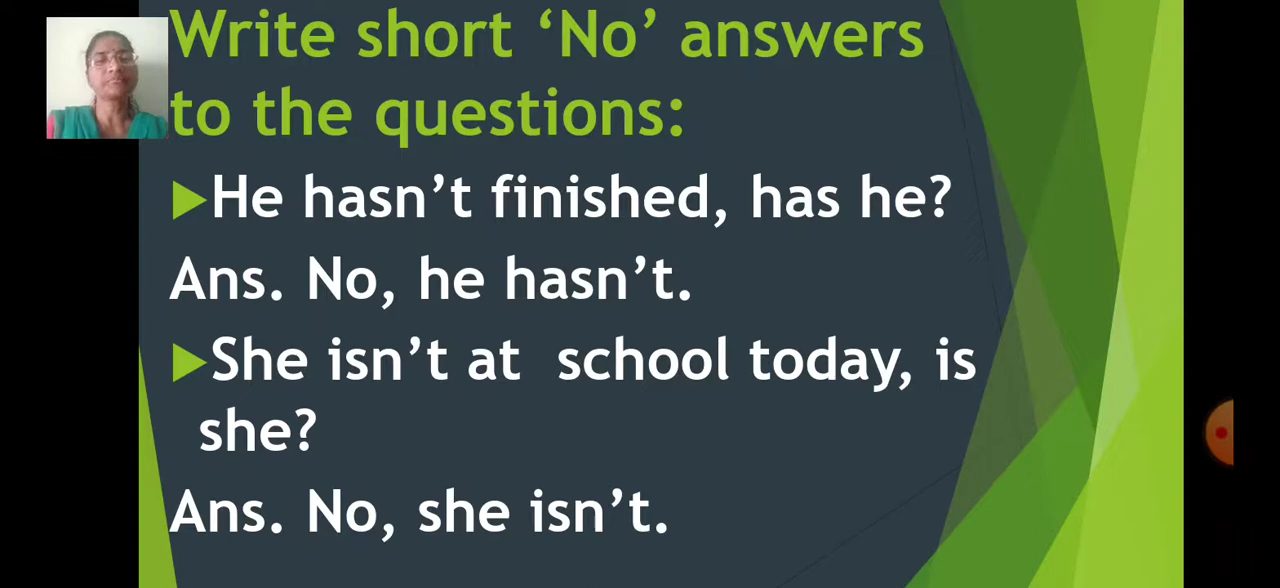 Write short ‘No’ answers
to the questions:
He hasn’t finished, has he?
Ans. No, he hasn’t.
She isn’t at school today, is
she?
Ans. No, she isn’t.